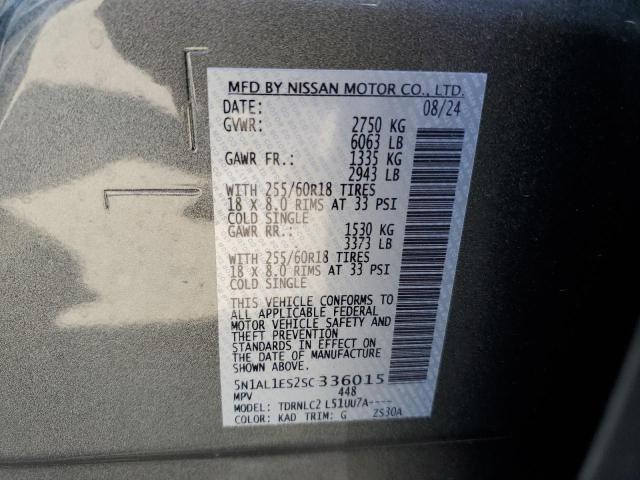 MFD BY NISSAN MOTOR CO., LTD.
DATE: 08/24
GVWR: 2750 KG
6063 LB
GAWR FR.: 1335 KG
2943 LB
WITH 255/60R18 TIRES
18 X 8.0 RIMS AT 33 PSI
COLD SINGLE
GAWR RR.: 1530 KG
3373 LB
WITH 255/60R18 TIRES
18 X 8.0 RIMS AT 33 PSI
COLD SINGLE
THIS VEHICLE CONFORMS TO
ALL APPLICABLE FEDERAL
MOTOR VEHICLE SAFETY AND
THEFT PREVENTION
STANDARDS IN EFFECT ON
THE DATE OF MANUFACTURE
SHOWN ABOVE.
5N1AL1ES2SC336015
MPV 448
MODEL: TDRNLC2 L51UU7A----
COLOR: KAD TRIM: G ZS30A